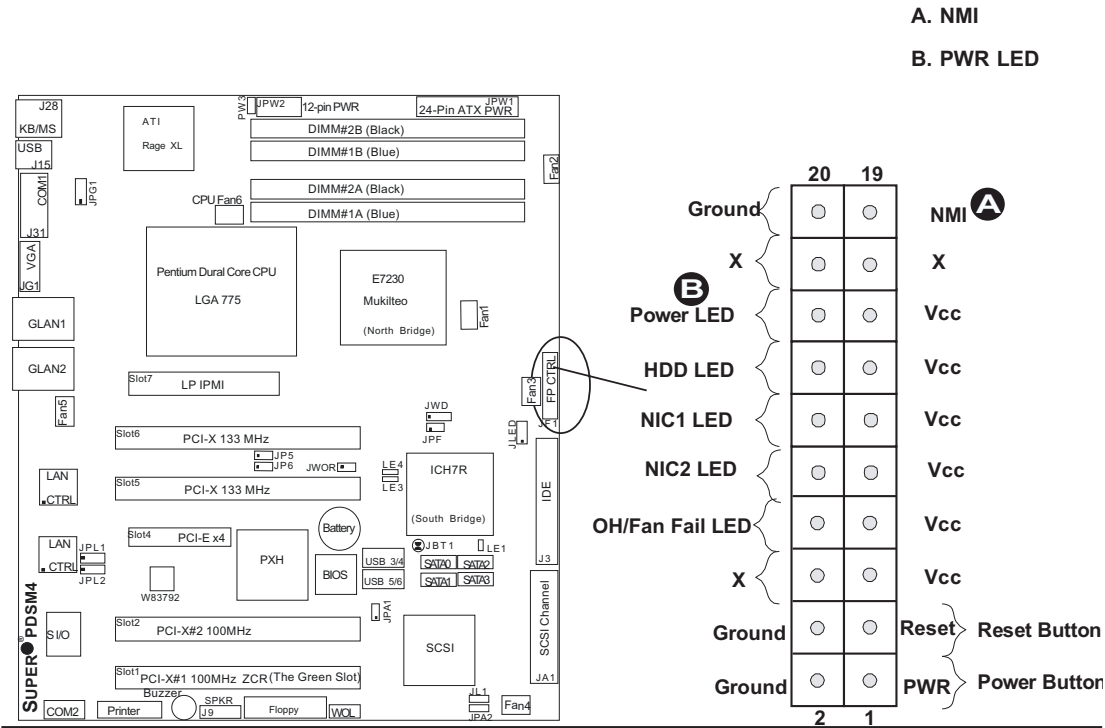 A. NMI
B. PWR LED
J28
KB/MS
USB
J15
COM1
J31
VGA
JG1
GLAN1
GLAN2
Fan5
JPG1
ATI
Rage XL
PW3
JPW2
12-pin PWR
JPW1
24-Pin ATX PWR
DIMM#2B (Black)
DIMM#1B (Blue)
DIMM#2A (Black)
DIMM#1A (Blue)
Fan2
CPU Fan6
Pentium Dural Core CPU
LGA 775
E7230
Mukilteo
(North Bridge)
Fan1
Fan3
FP CTRL
JF1
JLED
Slot7
LP IPMI
JWD
JPF
Slot6
PCI-X 133 MHz
JP5
JP6
JWOR
LE4
LE3
ICH7R
(South Bridge)
IDE
J3
LAN
CTRL
Slot5
PCI-X 133 MHz
Battery
JBT1
LE1
LAN
CTRL
JPL1
JPL2
Slot4
PCI-E x4
PXH
BIOS
USB 3/4
USB 5/6
SATA0
SATA2
SATA1
SATA3
W83792
JPA1
SUPER ® PDSM4
SI/O
Slot2
PCI-X#2 100MHz
SCSI
SCSI Channel
JA1
Slot1
PCI-X#1 100MHz ZCR (The Green Slot)
Buzzer
COM2
Printer
SPKR
J9
Floppy
WOL
JL1
JPA2
Fan4
20 19
Ground NMI A
X X
B
Power LED Vcc
HDD LED Vcc
NIC1 LED Vcc
NIC2 LED Vcc
OH/Fan Fail LED Vcc
X Vcc
Ground Reset Reset Button
Ground PWR Power Button
2 1